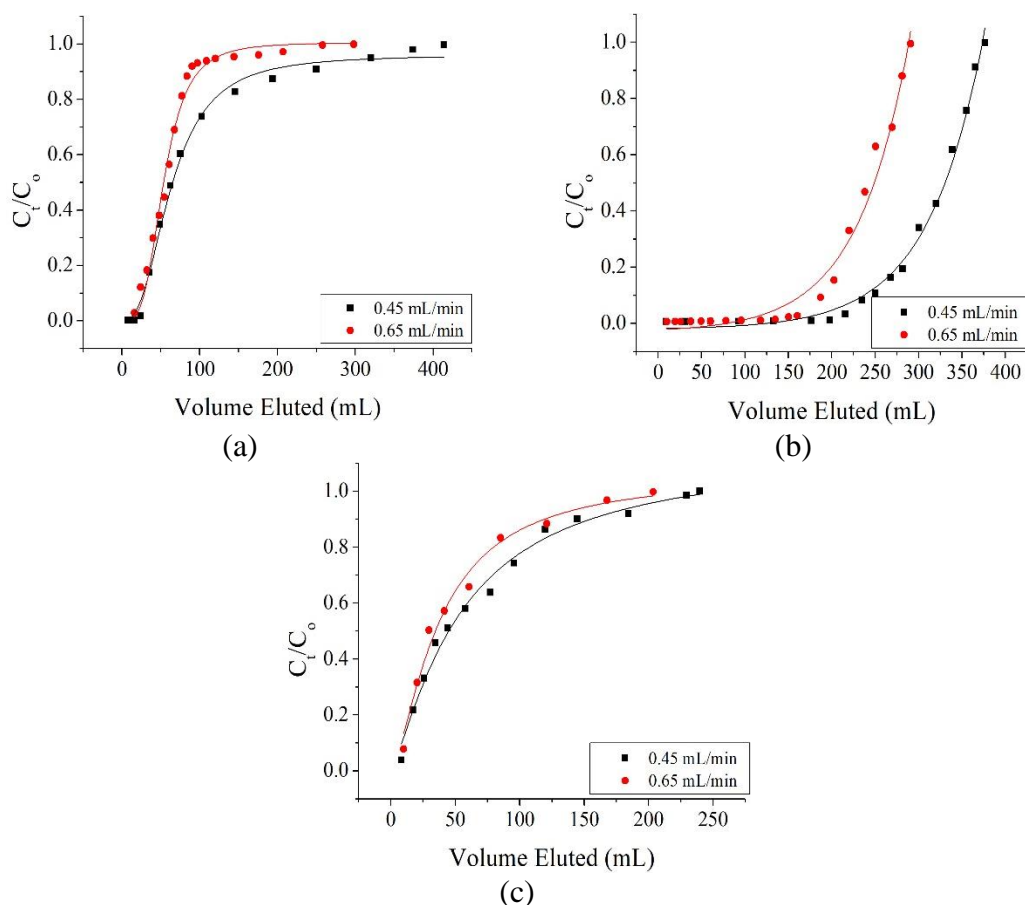 1.0
0.8
0.6
0.4
0.2
0.0
C_t/C_o
0 100 200 300 400
Volume Eluted (mL)
0.45 mL/min
0.65 mL/min
(a)
1.0
0.8
0.6
0.4
0.2
0.0
C_t/C_o
0 50 100 150 200 250 300 350 400
Volume Eluted (mL)
0.45 mL/min
0.65 mL/min
(b)
1.0
0.8
0.6
0.4
0.2
0.0
C_t/C_o
0 50 100 150 200 250
Volume Eluted (mL)
0.45 mL/min
0.65 mL/min
(c)